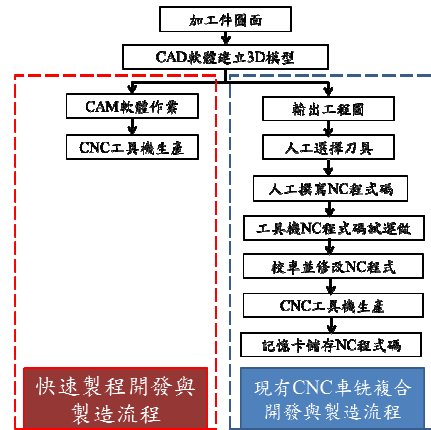 加工件圖面
CAD軟體建立3D模型
CAM軟體作業
CNC工具機生產
輸出工程圖
人工選擇刀具
人工撰寫NC程式碼
工具機NC程式碼試運做
校車並修改NC程式
CNC工具機生產
記憶卡儲存NC程式碼
快速製程開發與
製造流程
現有CNC車銑複合
開發與製造流程